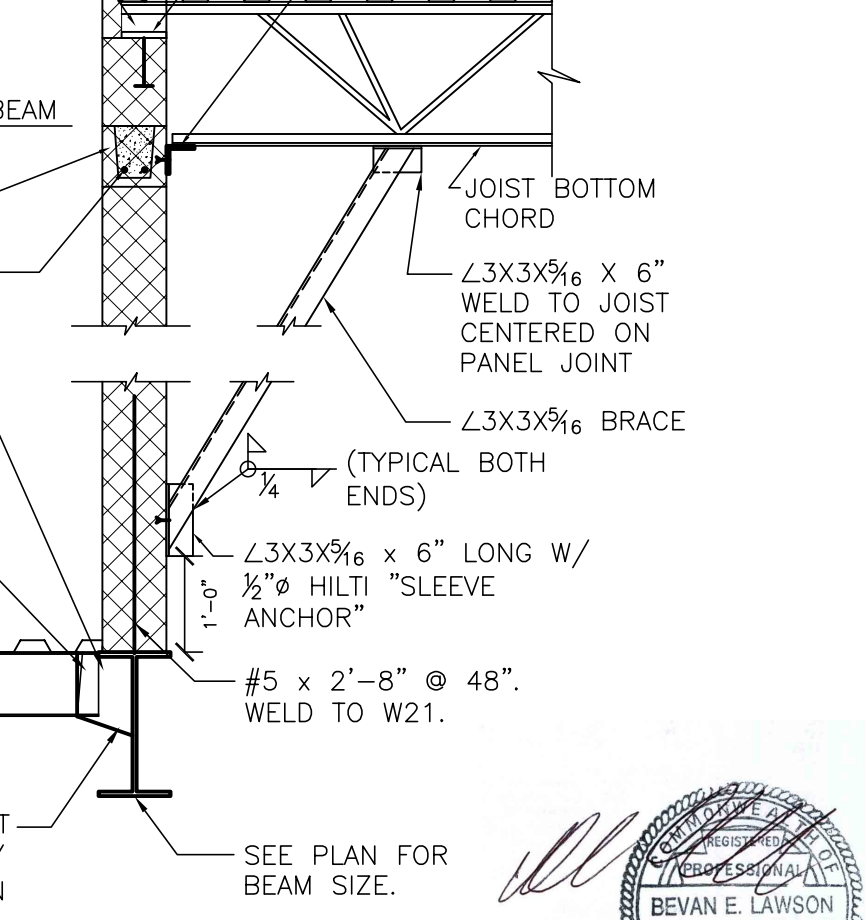 BEAM
JOIST BOTTOM
CHORD
∠3X3X5/16 X 6"
WELD TO JOIST
CENTERED ON
PANEL JOINT
∠3X3X5/16 BRACE
(TYPICAL BOTH
ENDS)
1/4
∠3X3X5/16 x 6" LONG W/
1/2"ø HILTI "SLEEVE
ANCHOR"
1'-0"
#5 x 2'-8" @ 48".
WELD TO W21.
SEE PLAN FOR
BEAM SIZE.
COMMONWEALTH OF
REGISTERED
PROFESSIONAL
BEVAN E. LAWSON